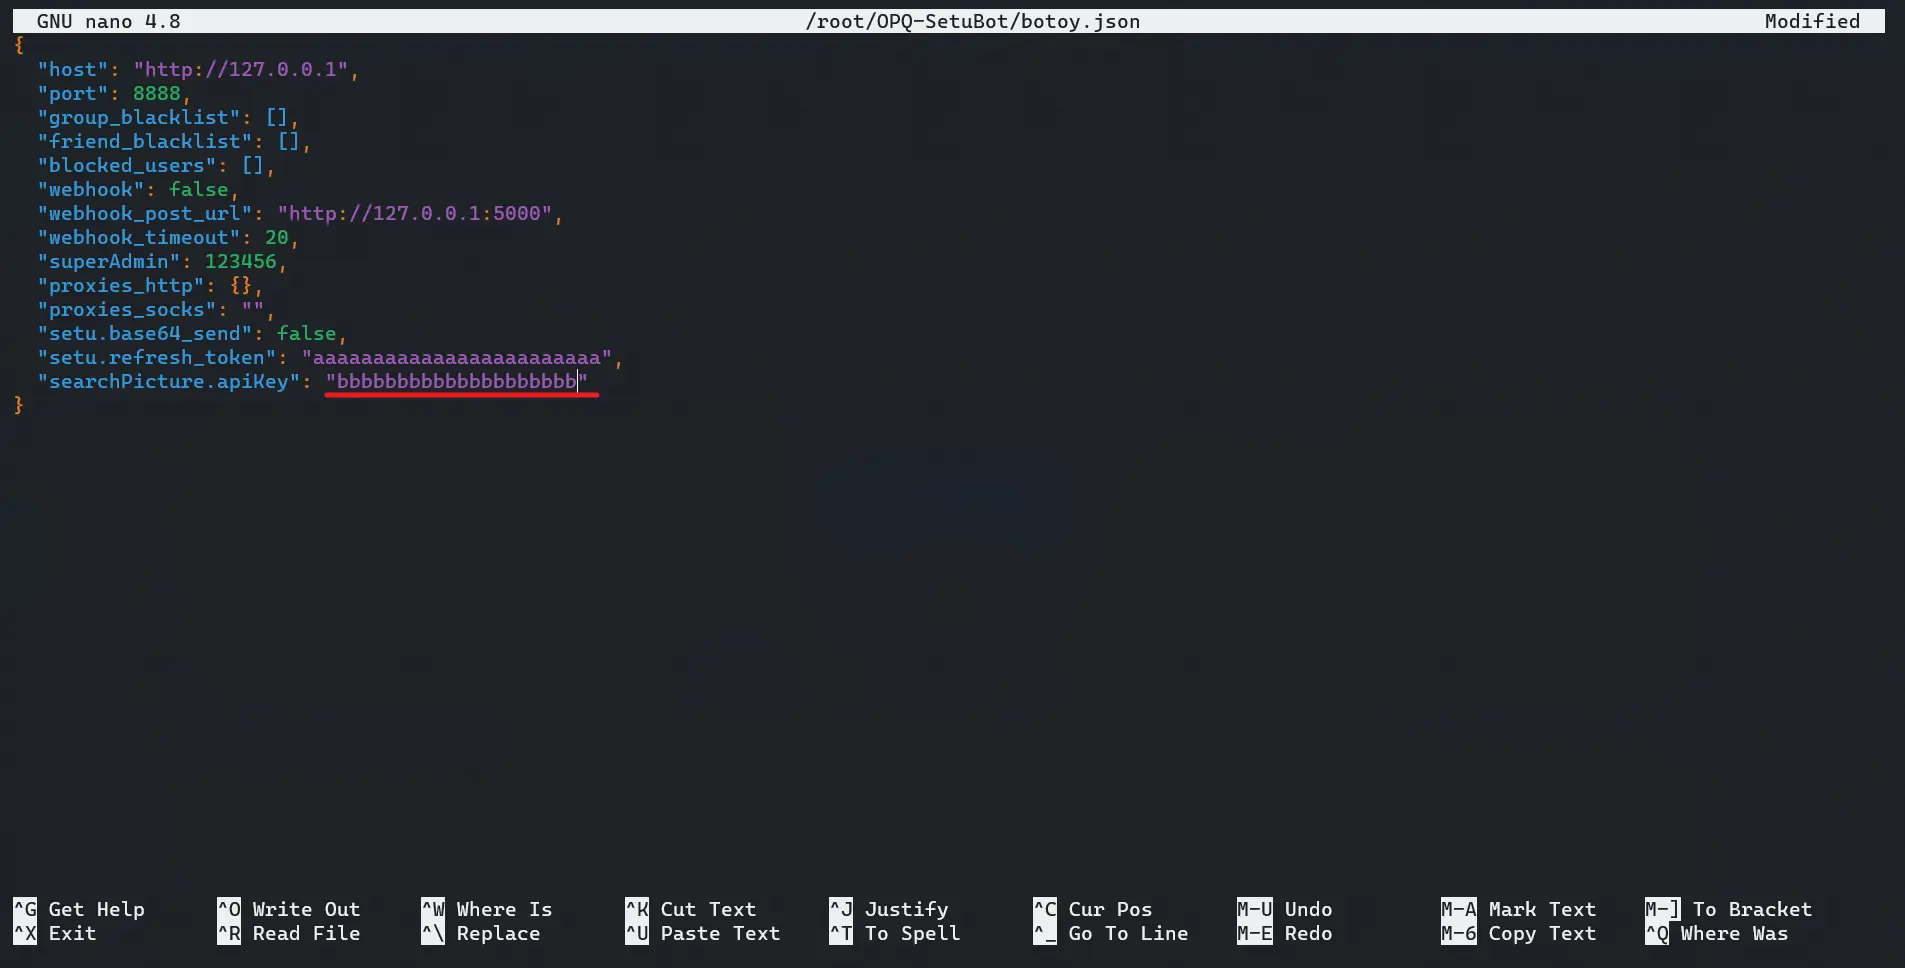 GNU nano 4.8 /root/OPQ-SetuBot/botoy.json Modified
{
"host": "http://127.0.0.1",
"port": 8888,
"group_blacklist": [],
"friend_blacklist": [],
"blocked_users": [],
"webhook": false,
"webhook_post_url": "http://127.0.0.1:5000",
"webhook_timeout": 20,
"superAdmin": 123456,
"proxies_http": {},
"proxies_socks": "",
"setu.base64_send": false,
"setu.refresh_token": "aaaaaaaaaaaaaaaaaaaaaaaa",
"searchPicture.apiKey": "bbbbbbbbbbbbbbbbbbbb"
}
^G Get Help ^O Write Out ^W Where Is ^K Cut Text ^J Justify ^C Cur Pos M-U Undo M-A Mark Text M-] To Bracket
^X Exit ^R Read File ^\ Replace ^U Paste Text ^T To Spell ^_ Go To Line M-E Redo M-6 Copy Text ^Q Where Was